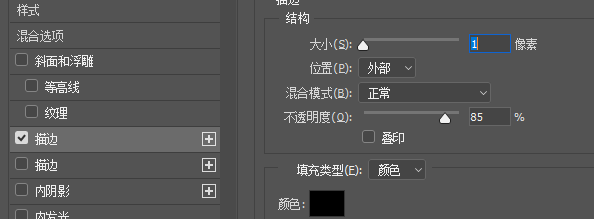 样式
混合选项
斜面和浮雕
等高线
纹理
描边
描边
内阴影
内发光
描边
结构
大小(S): 1 像素
位置(P): 外部
混合模式(B): 正常
不透明度(O): 85 %
叠印
填充类型(F): 颜色
颜色: